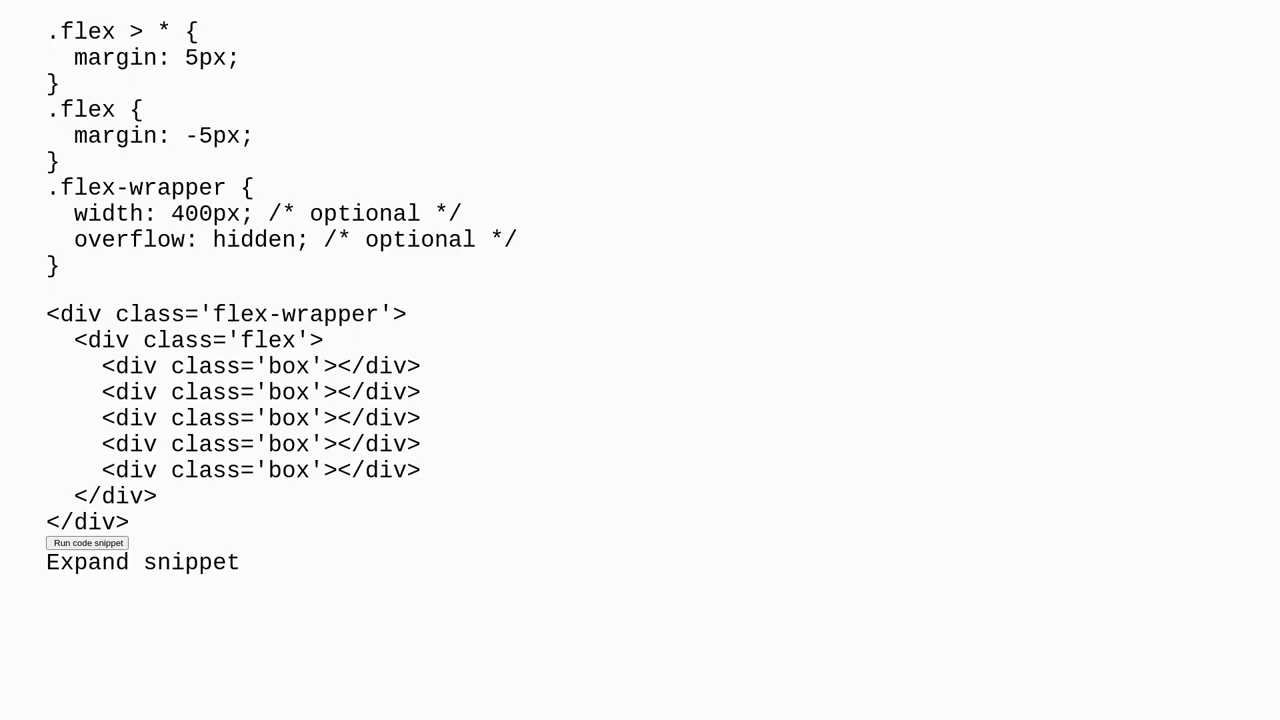 .flex > * {
  margin: 5px;
}
.flex {
  margin: -5px;
}
.flex-wrapper {
  width: 400px; /* optional */
  overflow: hidden; /* optional */
}

<div class='flex-wrapper'>
  <div class='flex'>
    <div class='box'></div>
    <div class='box'></div>
    <div class='box'></div>
    <div class='box'></div>
    <div class='box'></div>
  </div>
</div>
Run code snippet
Expand snippet